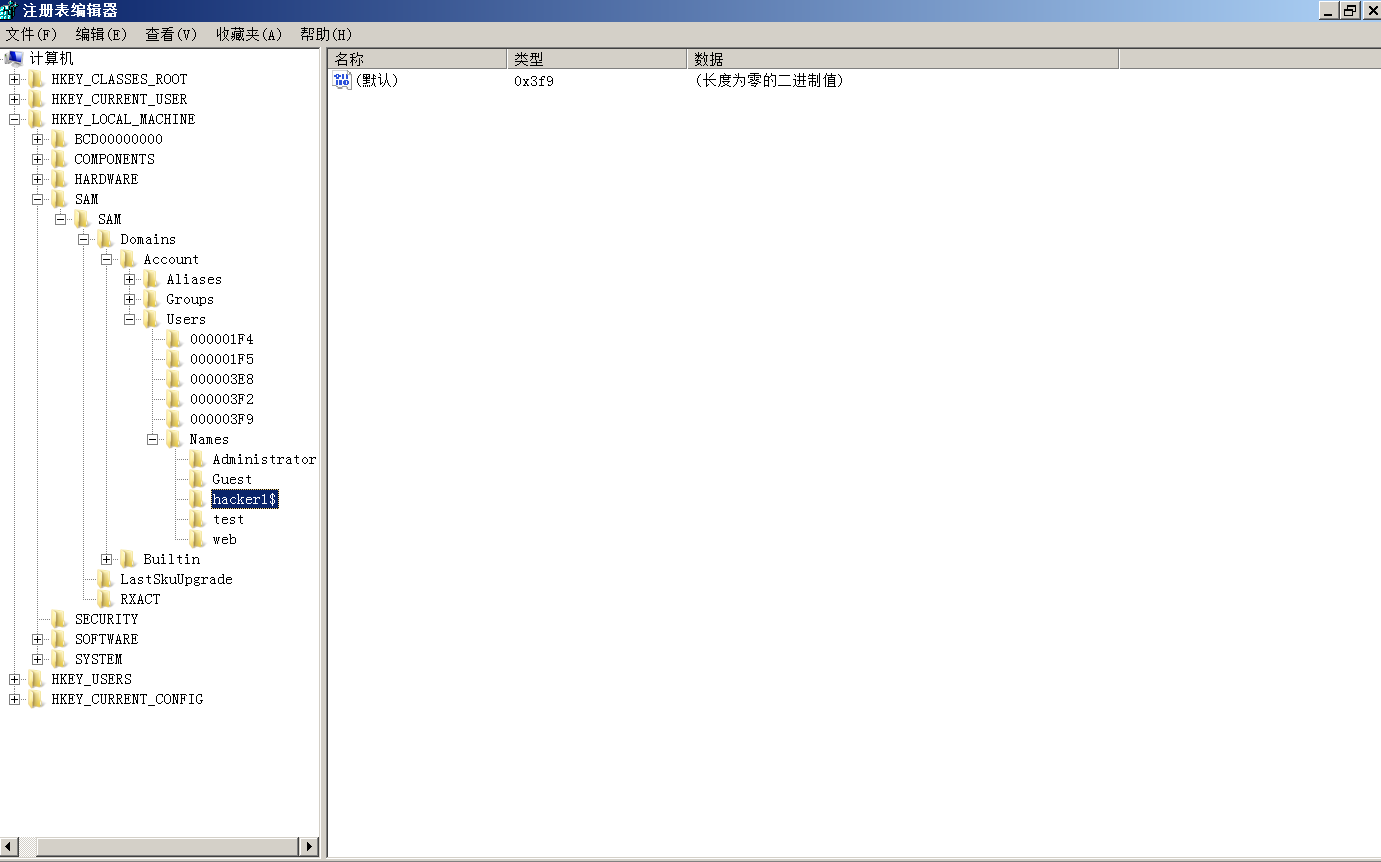 注册表编辑器
文件(F) 编辑(E) 查看(V) 收藏夹(A) 帮助(H)
计算机
HKEY_CLASSES_ROOT
HKEY_CURRENT_USER
HKEY_LOCAL_MACHINE
BCD00000000
COMPONENTS
HARDWARE
SAM
SAM
Domains
Account
Aliases
Groups
Users
000001F4
000001F5
000003E8
000003F2
000003F9
Names
Administrator
Guest
hacker1$
test
web
Builtin
LastSkuUpgrade
RXACT
SECURITY
SOFTWARE
SYSTEM
HKEY_USERS
HKEY_CURRENT_CONFIG
名称 类型 数据
(默认) 0x3f9 (长度为零的二进制值)